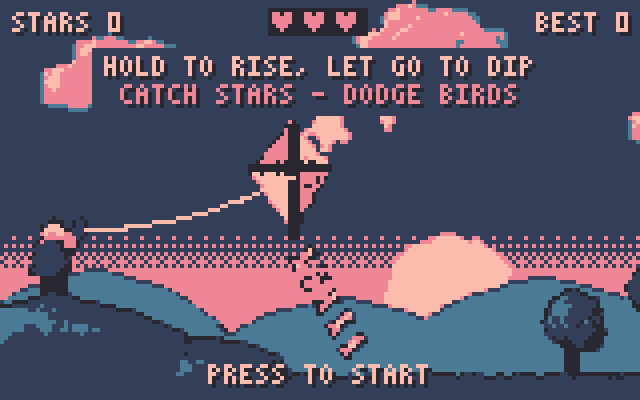 STARS 0
BEST 0
HOLD TO RISE, LET GO TO DIP
CATCH STARS - DODGE BIRDS
PRESS TO START